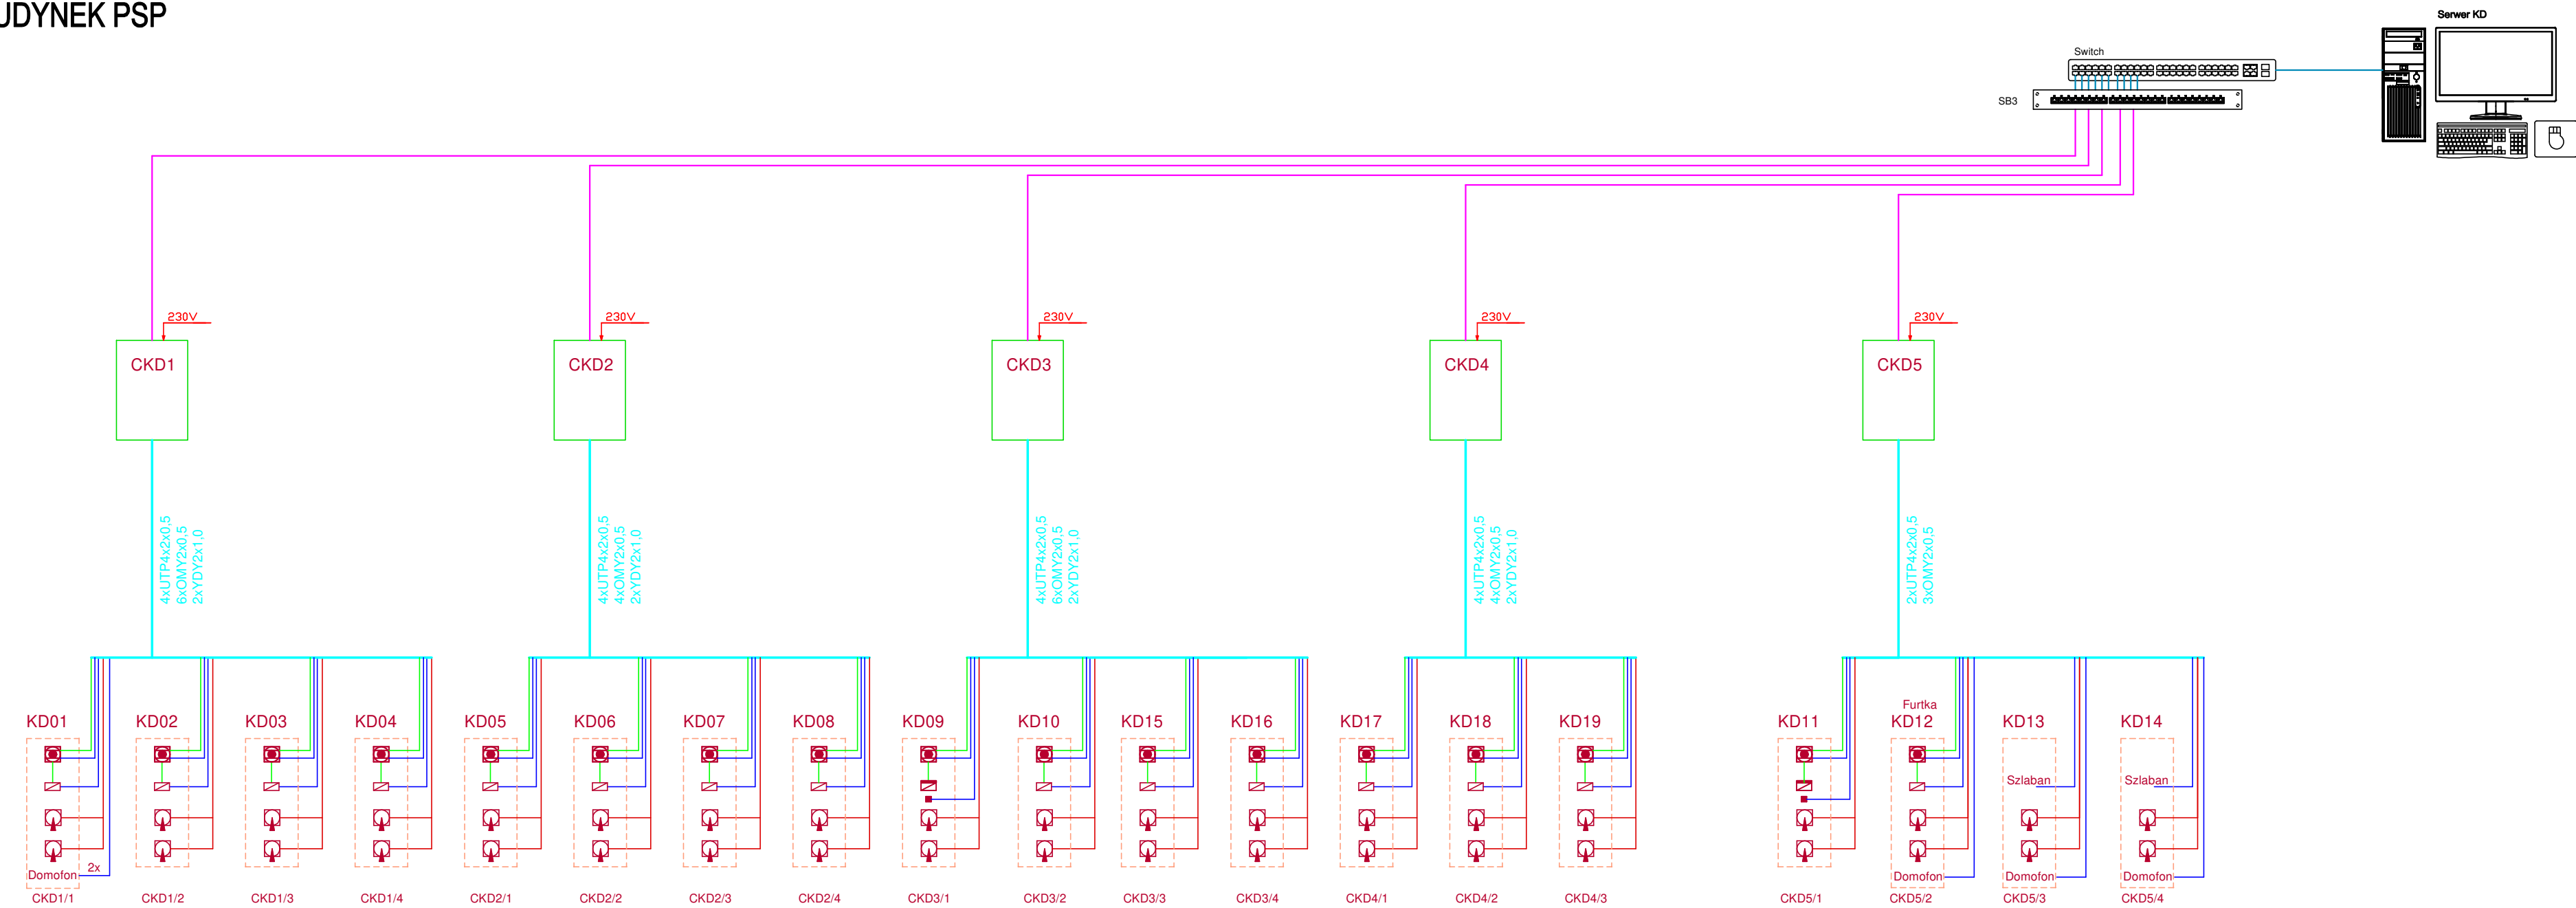 UDYNEK PSP
Serwer KD
Switch
SB3
230V
230V
230V
230V
230V
CKD1
CKD2
CKD3
CKD4
CKD5
4xUTP4x2x0,5
6xOMY2x0,5
2xYDY2x1,0
4xUTP4x2x0,5
4xOMY2x0,5
2xYDY2x1,0
4xUTP4x2x0,5
6xOMY2x0,5
2xYDY2x1,0
4xUTP4x2x0,5
4xOMY2x0,5
2xYDY2x1,0
2xUTP4x2x0,5
3xOMY2x0,5
Furtka
KD01
KD02
KD03
KD04
KD05
KD06
KD07
KD08
KD09
KD10
KD15
KD16
KD17
KD18
KD19
KD11
KD12
KD13
KD14
Szlaban
Szlaban
2x
Domofon
Domofon
Domofon
Domofon
CKD1/1
CKD1/2
CKD1/3
CKD1/4
CKD2/1
CKD2/2
CKD2/3
CKD2/4
CKD3/1
CKD3/2
CKD3/3
CKD3/4
CKD4/1
CKD4/2
CKD4/3
CKD5/1
CKD5/2
CKD5/3
CKD5/4